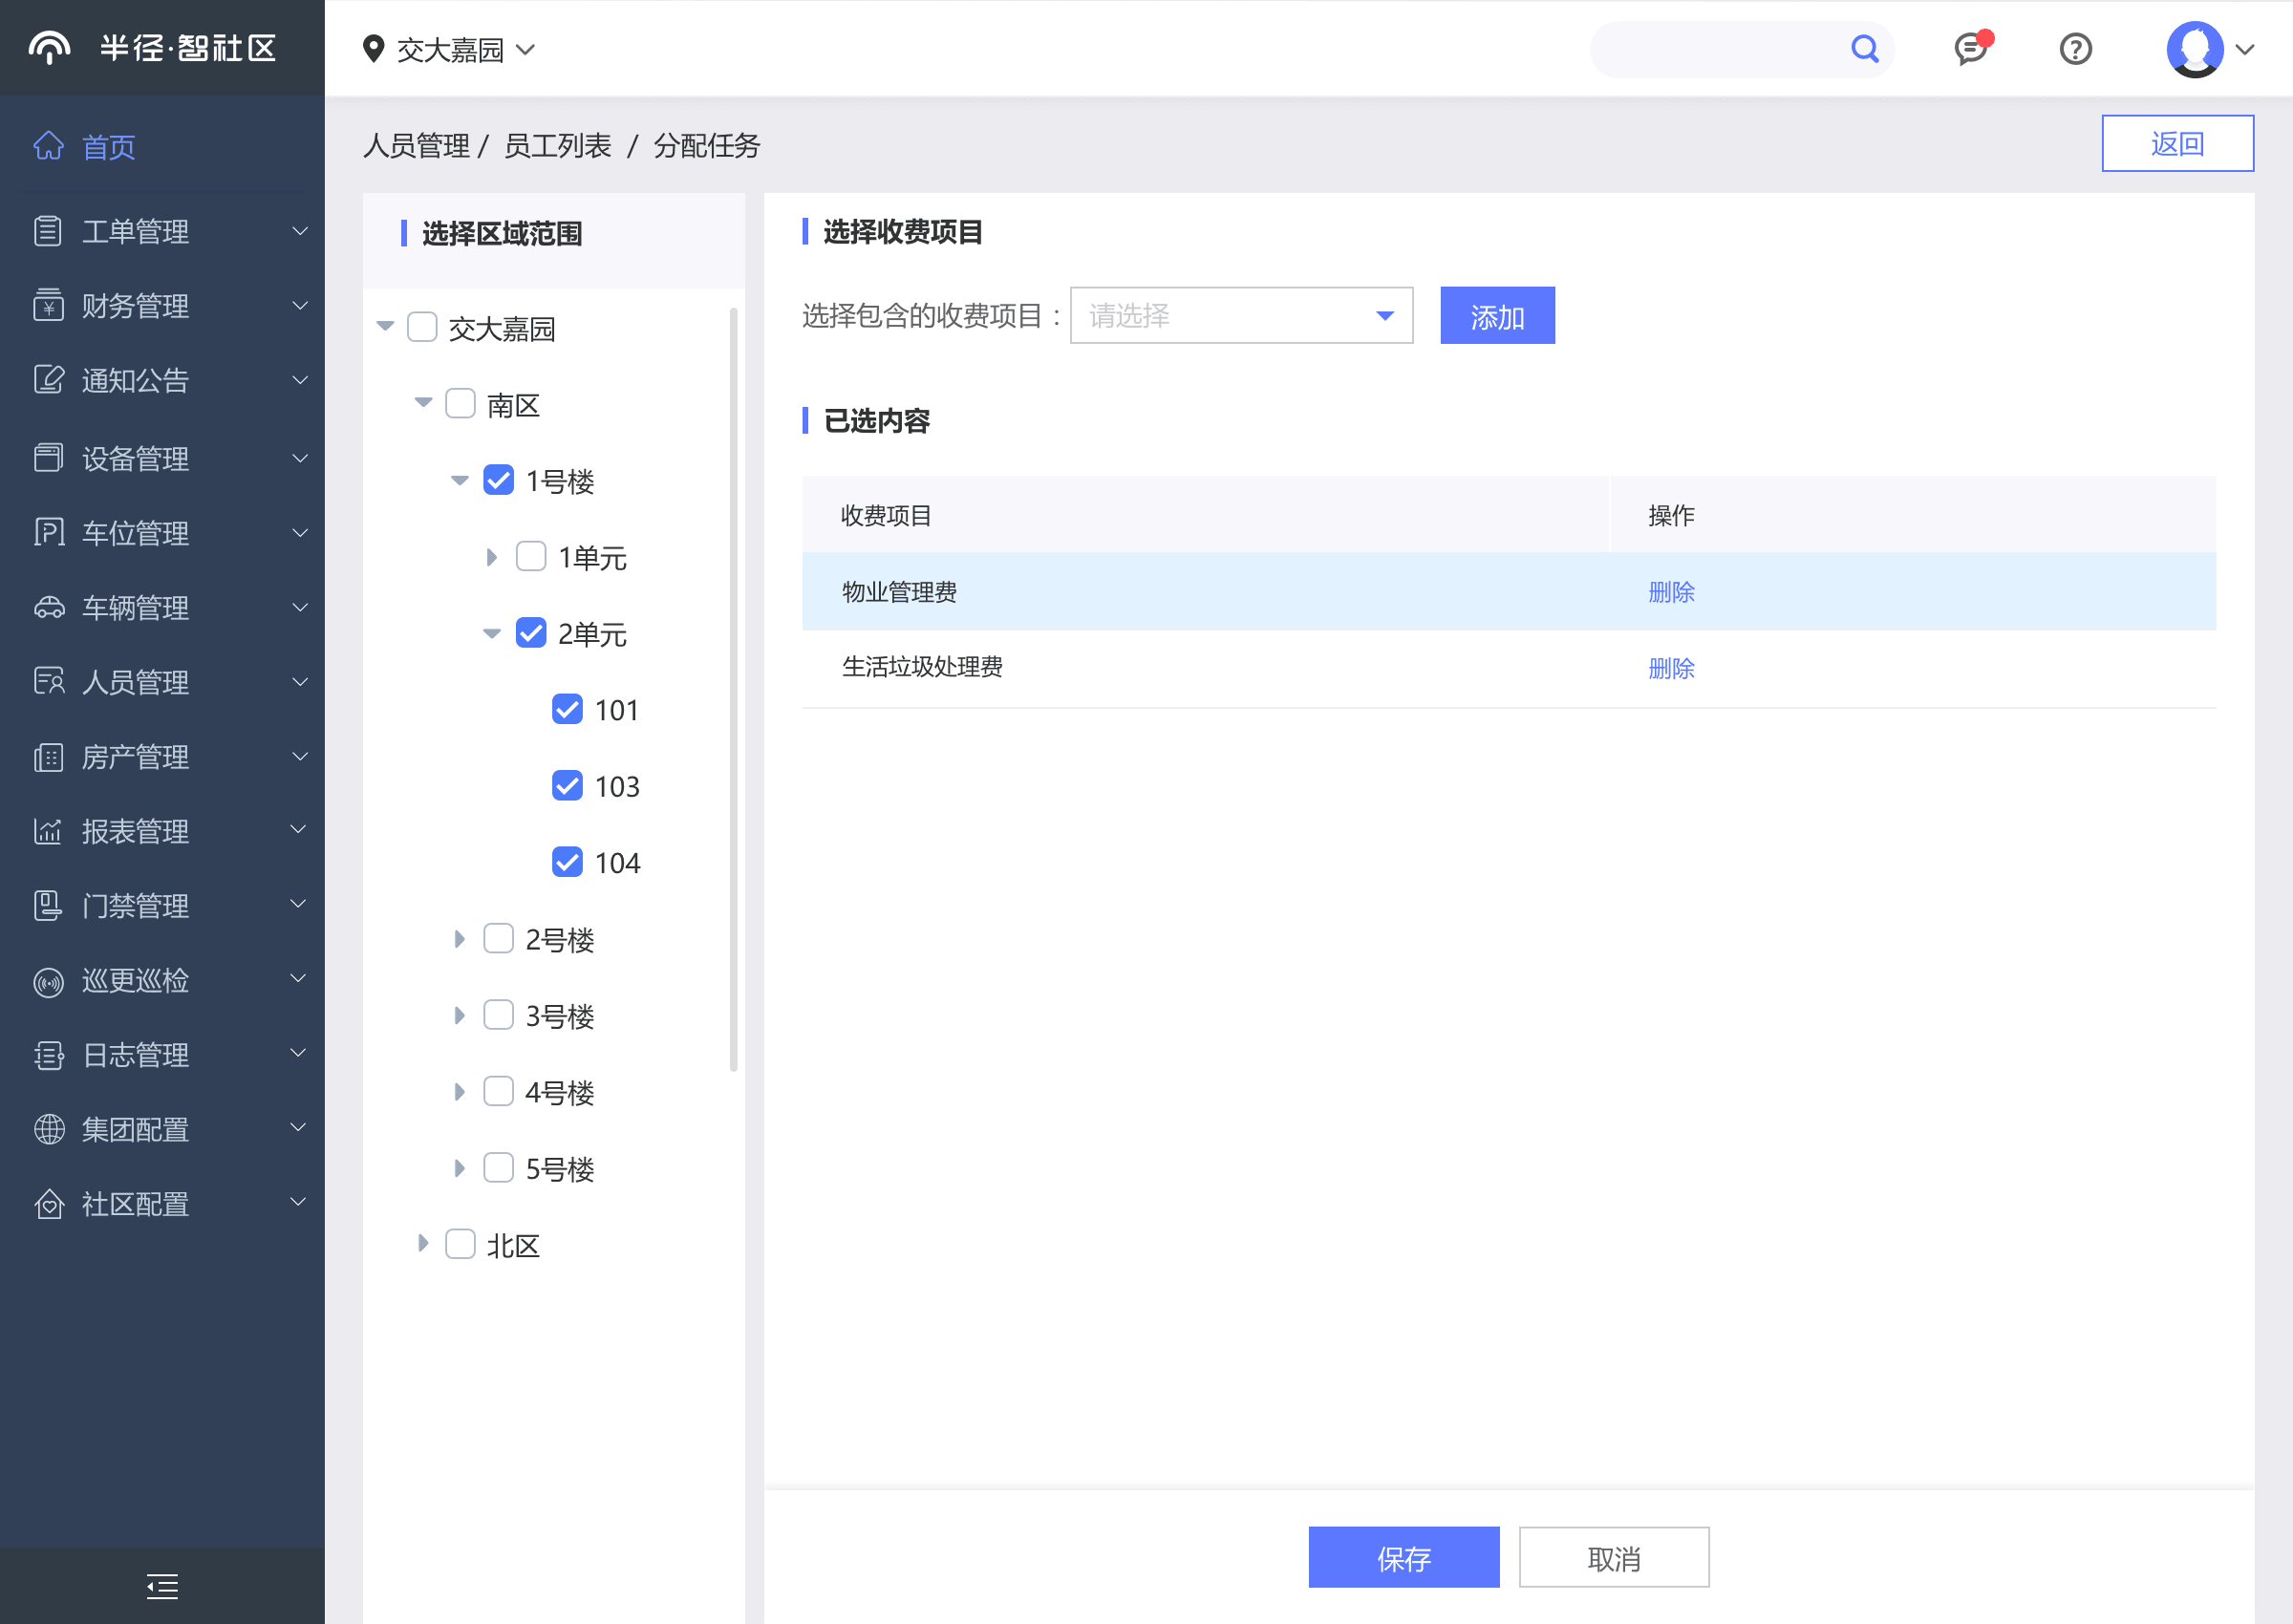 半径·智社区
交大嘉园
首页
工单管理
财务管理
通知公告
设备管理
车位管理
车辆管理
人员管理
房产管理
报表管理
门禁管理
巡更巡检
日志管理
集团配置
社区配置
人员管理 / 员工列表 / 分配任务
返回
选择区域范围
交大嘉园
南区
1号楼
1单元
2单元
101
103
104
2号楼
3号楼
4号楼
5号楼
北区
选择收费项目
选择包含的收费项目： 请选择 添加
已选内容
收费项目 操作
物业管理费 删除
生活垃圾处理费 删除
保存 取消